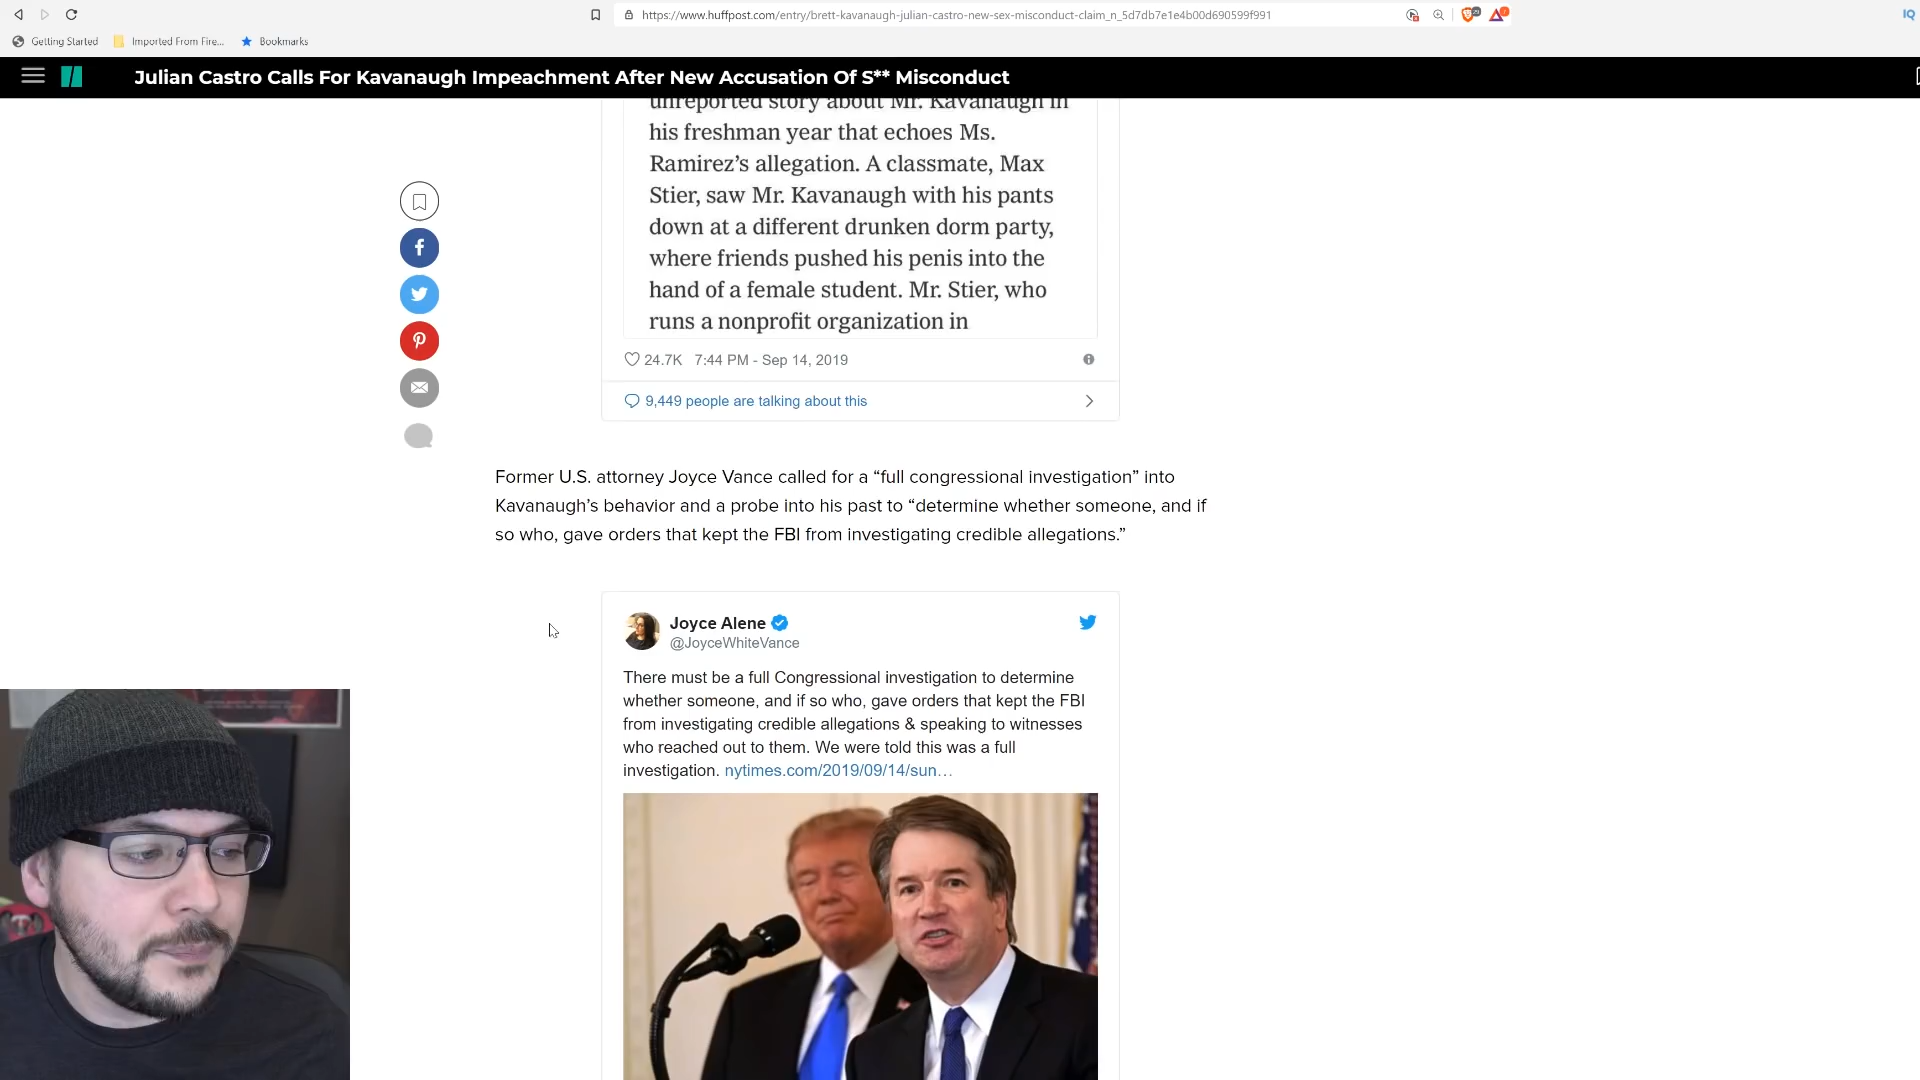 https://www.huffpost.com/entry/brett-kavanaugh-julian-castro-new-sex-misconduct-claim_n_5d7db7e1e4b00d690599f991
Getting Started
Imported From Fire...
Bookmarks
Julian Castro Calls For Kavanaugh Impeachment After New Accusation Of S** Misconduct
unreported story about Mr. Kavanaugh in
his freshman year that echoes Ms.
Ramirez's allegation. A classmate, Max
Stier, saw Mr. Kavanaugh with his pants
down at a different drunken dorm party,
where friends pushed his penis into the
hand of a female student. Mr. Stier, who
runs a nonprofit organization in
24.7K 7:44 PM - Sep 14, 2019
9,449 people are talking about this
Former U.S. attorney Joyce Vance called for a “full congressional investigation” into
Kavanaugh's behavior and a probe into his past to “determine whether someone, and if
so who, gave orders that kept the FBI from investigating credible allegations.”
Joyce Alene
@JoyceWhiteVance
There must be a full Congressional investigation to determine
whether someone, and if so who, gave orders that kept the FBI
from investigating credible allegations & speaking to witnesses
who reached out to them. We were told this was a full
investigation. nytimes.com/2019/09/14/sun…